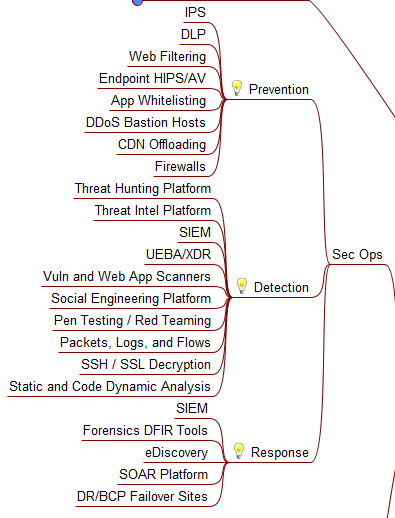 IPS
DLP
Web Filtering
Endpoint HIPS/AV
App Whitelisting
DDoS Bastion Hosts
CDN Offloading
Firewalls
Prevention
Threat Hunting Platform
Threat Intel Platform
SIEM
UEBA/XDR
Vuln and Web App Scanners
Social Engineering Platform
Pen Testing / Red Teaming
Packets, Logs, and Flows
SSH / SSL Decryption
Static and Code Dynamic Analysis
Detection
Sec Ops
SIEM
Forensics DFIR Tools
eDiscovery
SOAR Platform
DR/BCP Failover Sites
Response